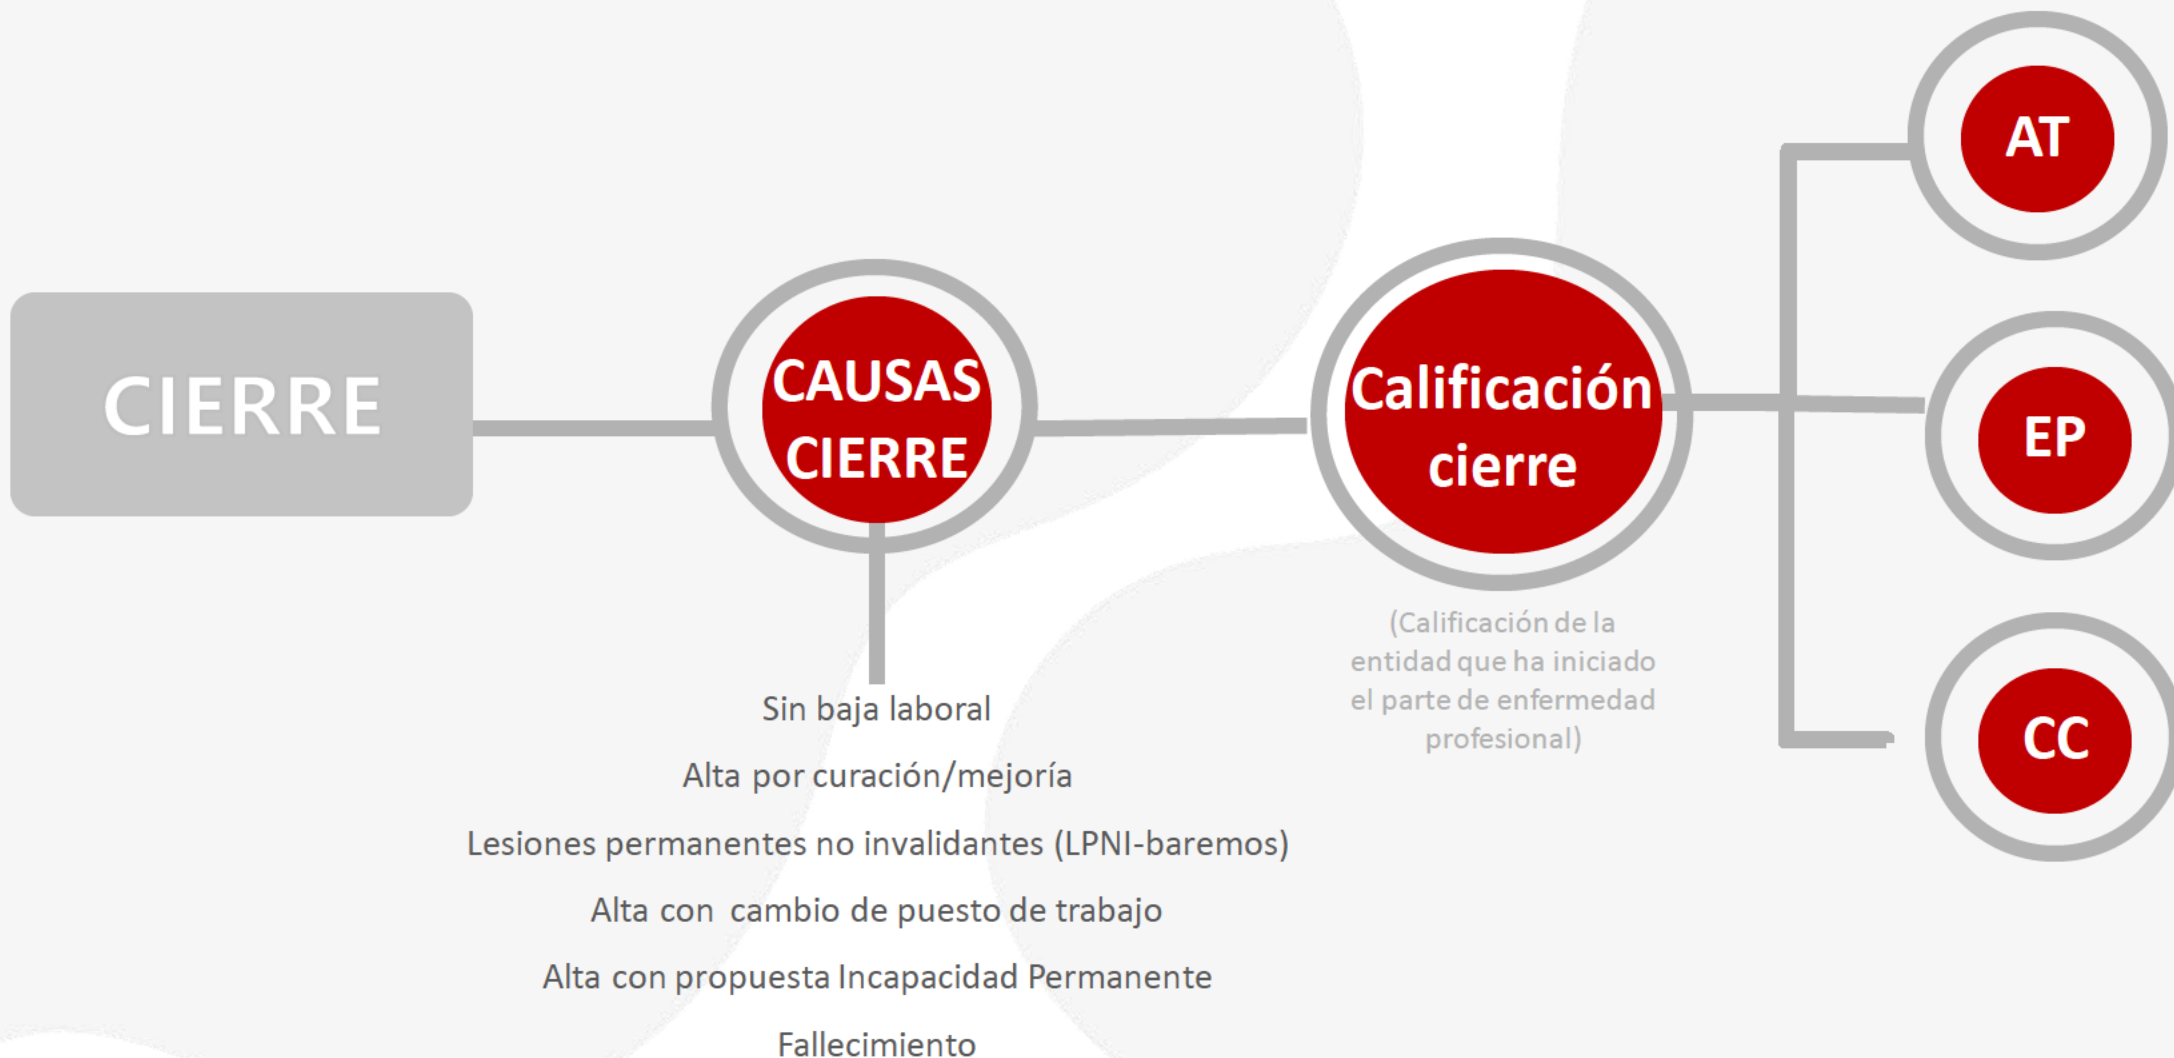 CIERRE
CAUSAS
CIERRE
Sin baja laboral
Alta por curación/mejoría
Lesiones permanentes no invalidantes (LPNI-baremos)
Alta con cambio de puesto de trabajo
Alta con propuesta Incapacidad Permanente
Fallecimiento
Calificación
cierre
(Calificación de la
entidad que ha iniciado
el parte de enfermedad
profesional)
AT
EP
CC